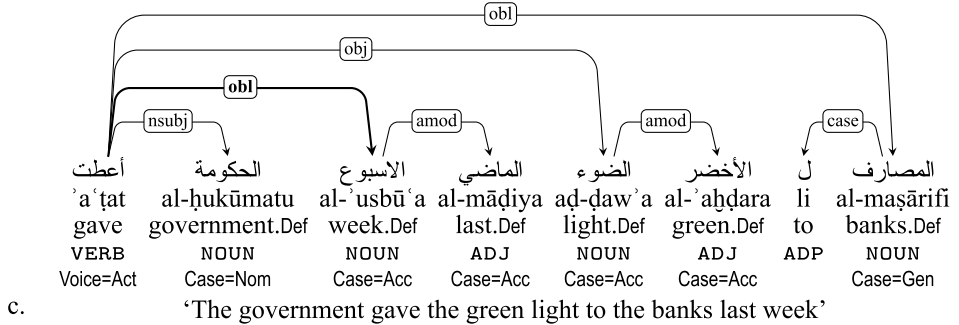 obl
obj
obl
nsubj amod amod case
أعطت الحكومة الاسبوع الماضي الضوء الأخضر ل المصارف
ʾaʿṭat al-ḥukūmatu al-ʾusbūʿa al-māḍiya aḍ-ḍawʾa al-ʾaḫḍara li al-maṣārifi
gave government.Def week.Def last.Def light.Def green.Def to banks.Def
VERB NOUN NOUN ADJ NOUN ADJ ADP NOUN
Voice=Act Case=Nom Case=Acc Case=Acc Case=Acc Case=Acc Case=Gen
c. ‘The government gave the green light to the banks last week’